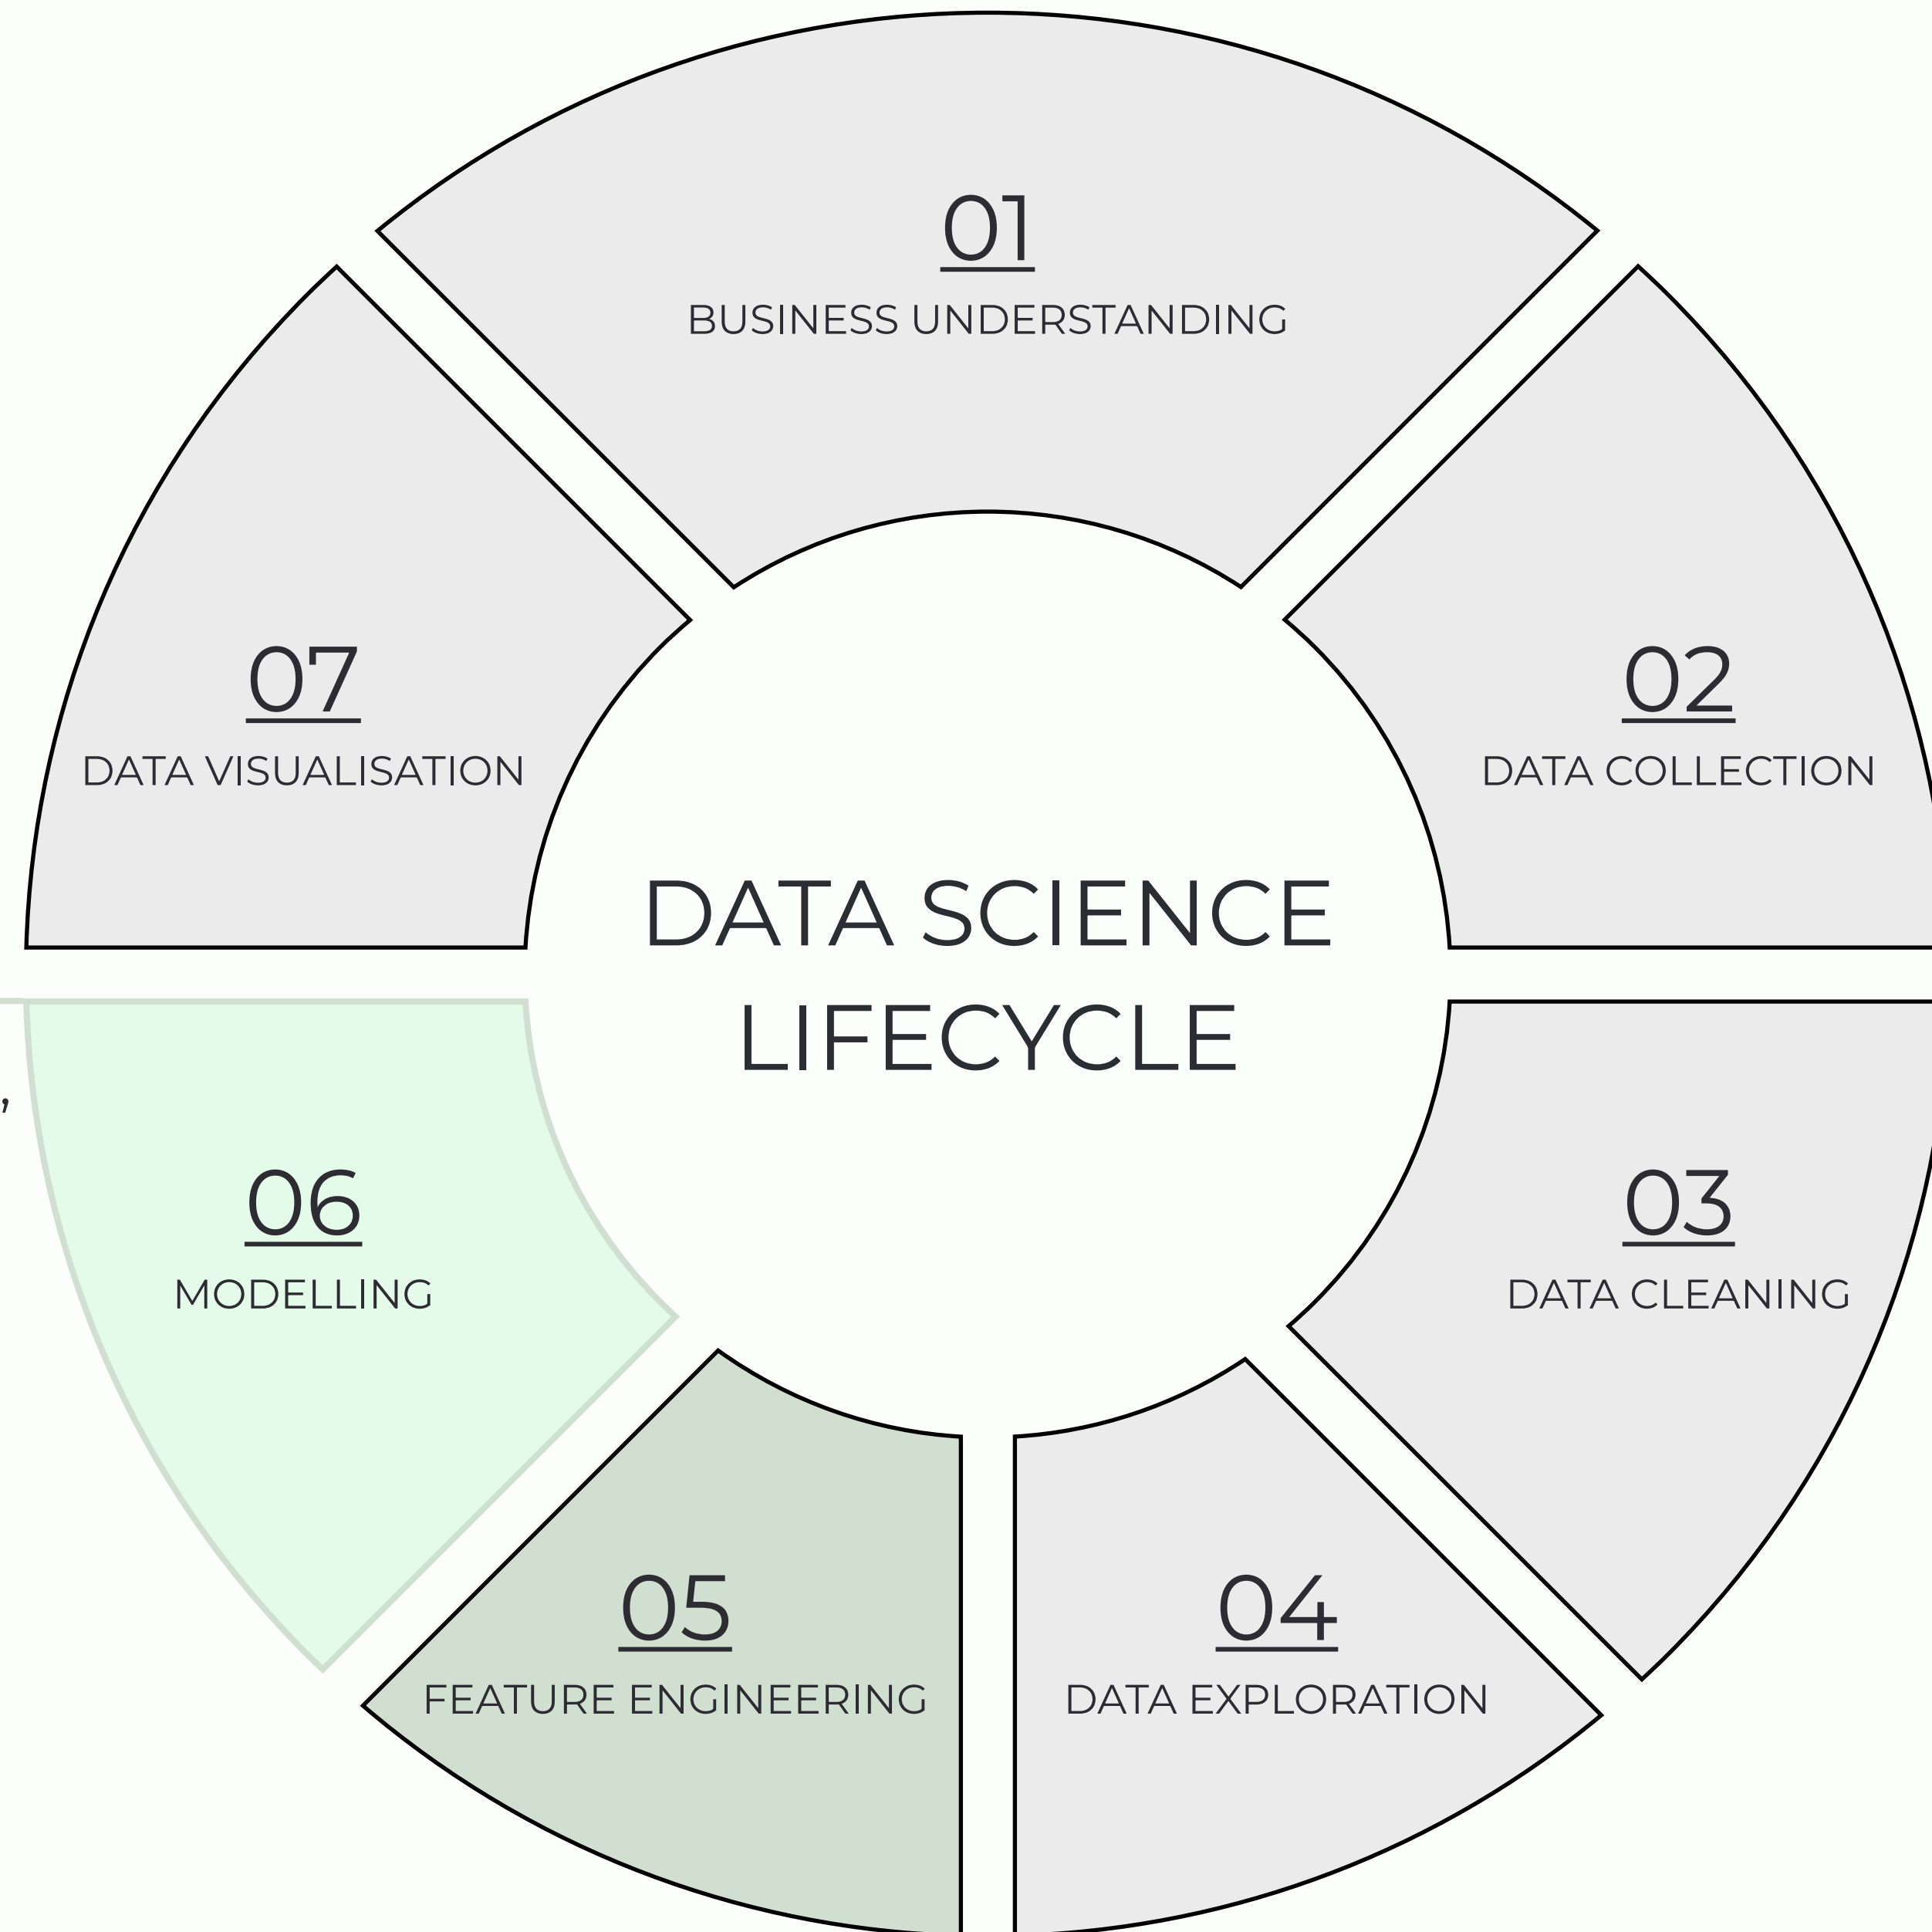 01
BUSINESS UNDERSTANDING
07
DATA VISUALISATION
02
DATA COLLECTION
DATA SCIENCE
LIFECYCLE
,
06
MODELLING
03
DATA CLEANING
05
FEATURE ENGINEERING
04
DATA EXPLORATION